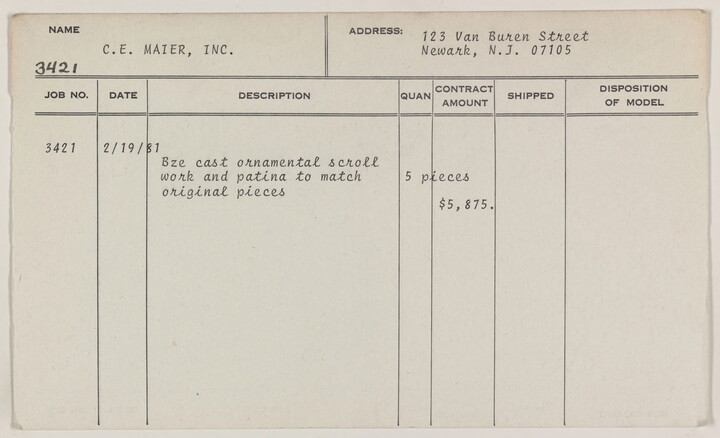 NAME
C.E. MAIER, INC.
ADDRESS:
123 Van Buren Street
Newark, N.J. 07105
3421
JOB NO. DATE DESCRIPTION QUAN CONTRACT AMOUNT SHIPPED DISPOSITION OF MODEL
3421 2/19/81
Bze cast ornamental scroll
work and patina to match 5 pieces
original pieces
$5,875.